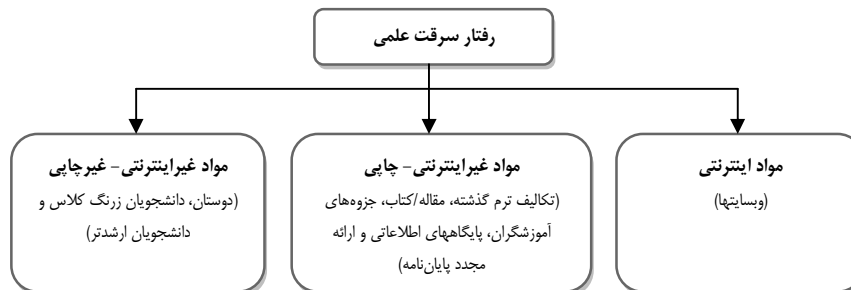 رفتار سرقت علمی
مواد اینترنتی
(وبسایتها)
مواد غیراینترنتی- چاپی
(تکالیف ترم گذشته، مقاله/کتاب، جزوه‌های
آموزشگران، پایگاههای اطلاعاتی و ارائه
مجدد پایان‌نامه)
مواد غیراینترنتی- غیرچاپی
(دوستان، دانشجویان زرنگ کلاس و
دانشجویان ارشدتر)